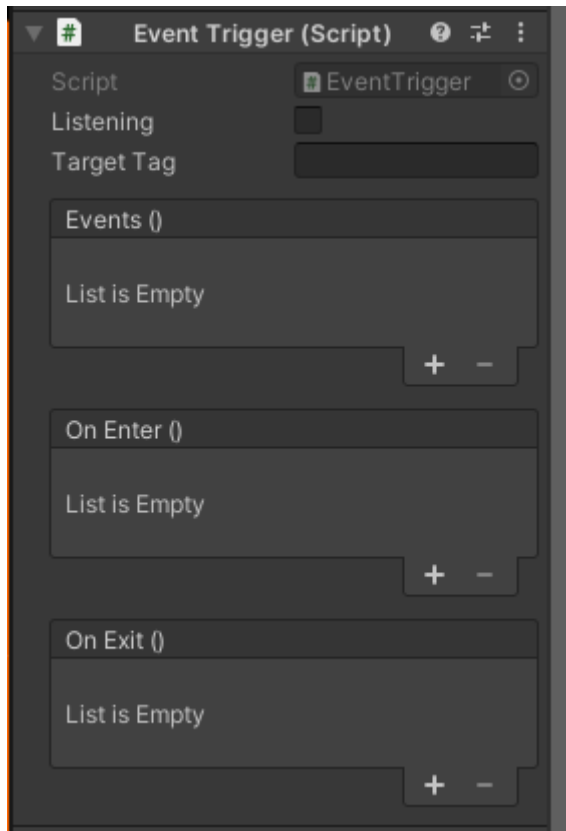 Event Trigger (Script)
Script EventTrigger
Listening
Target Tag
Events ()
List is Empty
+ −
On Enter ()
List is Empty
+ −
On Exit ()
List is Empty
+ −